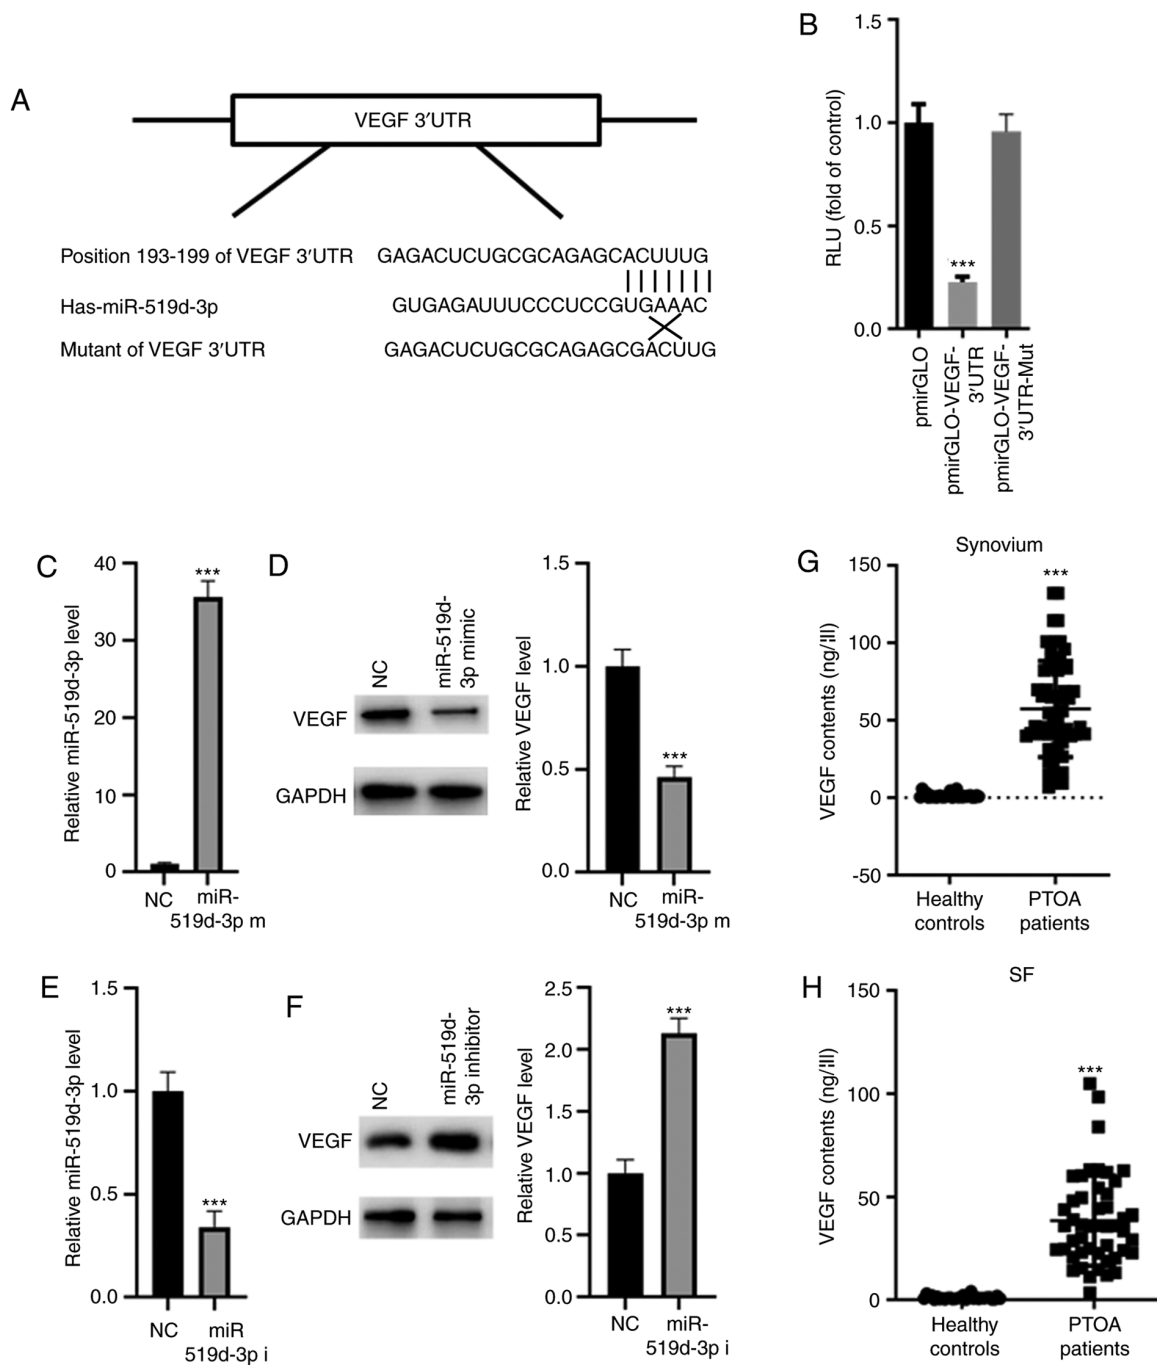 A
VEGF 3′UTR
Position 193-199 of VEGF 3′UTR GAGACUCUGCGCAGAGCACUUUG
Has-miR-519d-3p GUGAGAUUUCCCUCCGUGAAAC
Mutant of VEGF 3′UTR GAGACUCUGCGCAGAGCGACUUG
B
RLU (fold of control)
1.5
1.0
0.5
0.0
***
pmirGLO
pmirGLO-VEGF-
3′UTR
pmirGLO-VEGF-
3′UTR-Mut
C
Relative miR-519d-3p level
40
30
20
10
0
***
NC
miR-
519d-3p m
D
NC
miR-519d-
3p mimic
VEGF
GAPDH
Relative VEGF level
1.5
1.0
0.5
0.0
***
NC
miR-
519d-3p m
G
Synovium
VEGF contents
150
100
50
0
-50
***
Healthy
controls
PTOA
patients
E
Relative miR-519d-3p level
1.5
1.0
0.5
0.0
***
NC
miR
519d-3p i
F
NC
miR-519d-
3p inhibitor
VEGF
GAPDH
Relative VEGF level
2.5
2.0
1.5
1.0
0.5
0.0
***
NC
miR-
519d-3p i
H
SF
VEGF contents
150
100
50
0
***
Healthy
controls
PTOA
patients